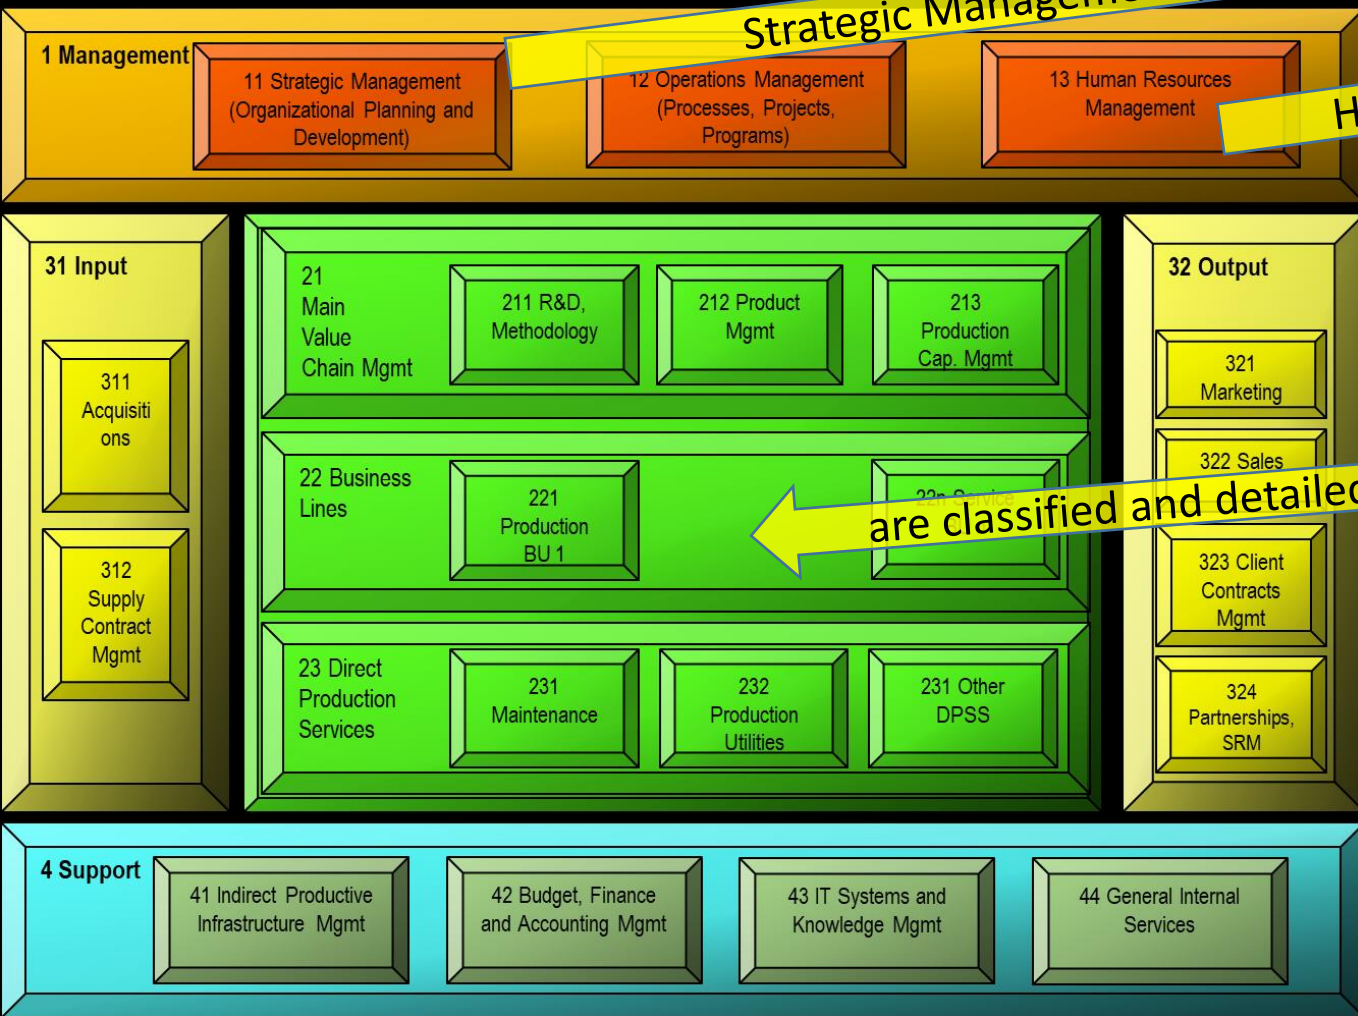 Strategic
1 Management
11 Strategic Management
(Organizational Planning and
Development)
12 Operations Management
(Processes, Projects,
Programs)
13 Human Resources
Management
H
31 Input
311
Acquisiti
ons
312
Supply
Contract
Mgmt
21
Main
Value
Chain Mgmt
211 R&D,
Methodology
212 Product
Mgmt
213
Production
Cap. Mgmt
22 Business
Lines
221
Production
BU 1
22n Service
are classified and detailed
23 Direct
Production
Services
231
Maintenance
232
Production
Utilities
231 Other
DPSS
32 Output
321
Marketing
322 Sales
323 Client
Contracts
Mgmt
324
Partnerships,
SRM
4 Support
41 Indirect Productive
Infrastructure Mgmt
42 Budget, Finance
and Accounting Mgmt
43 IT Systems and
Knowledge Mgmt
44 General Internal
Services